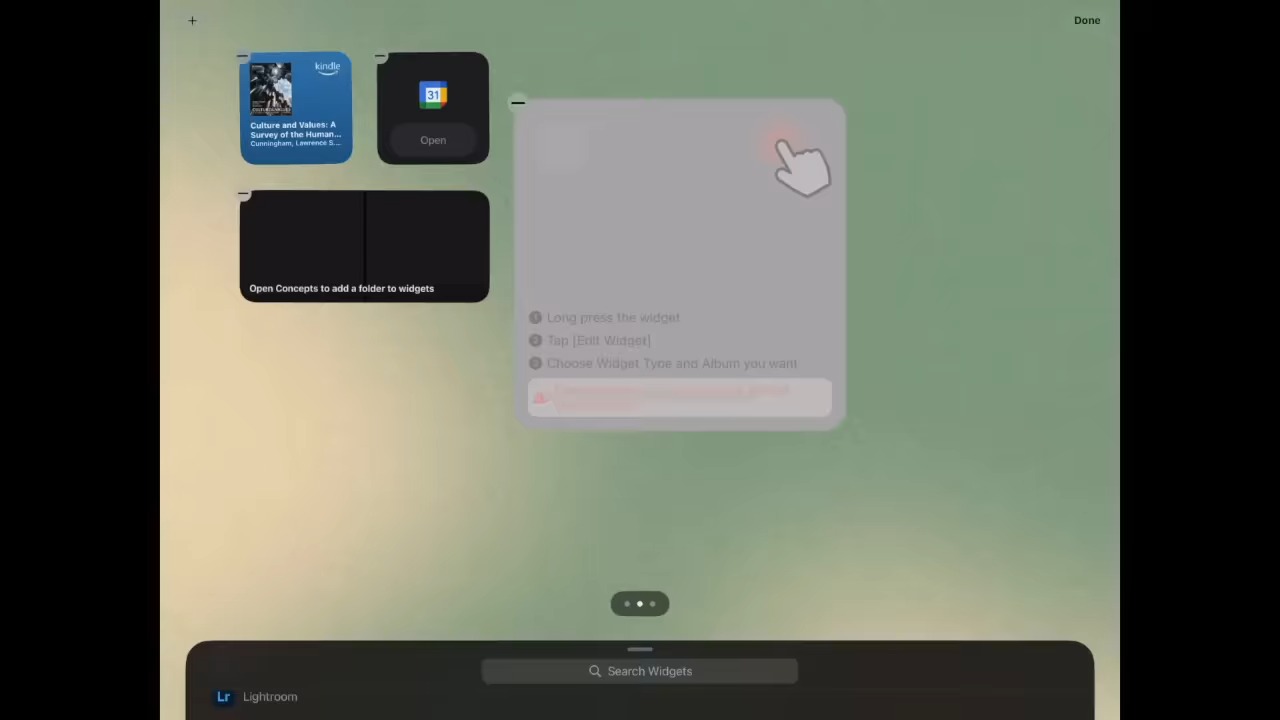 Done
kindle
Culture and Values: A
Survey of the Human...
Cunningham, Lawrence S....
31
Open
Open Concepts to add a folder to widgets
1 Long press the widget
2 Tap [Edit Widget]
3 Choose Widget Type and Album you want
Search Widgets
Lr Lightroom